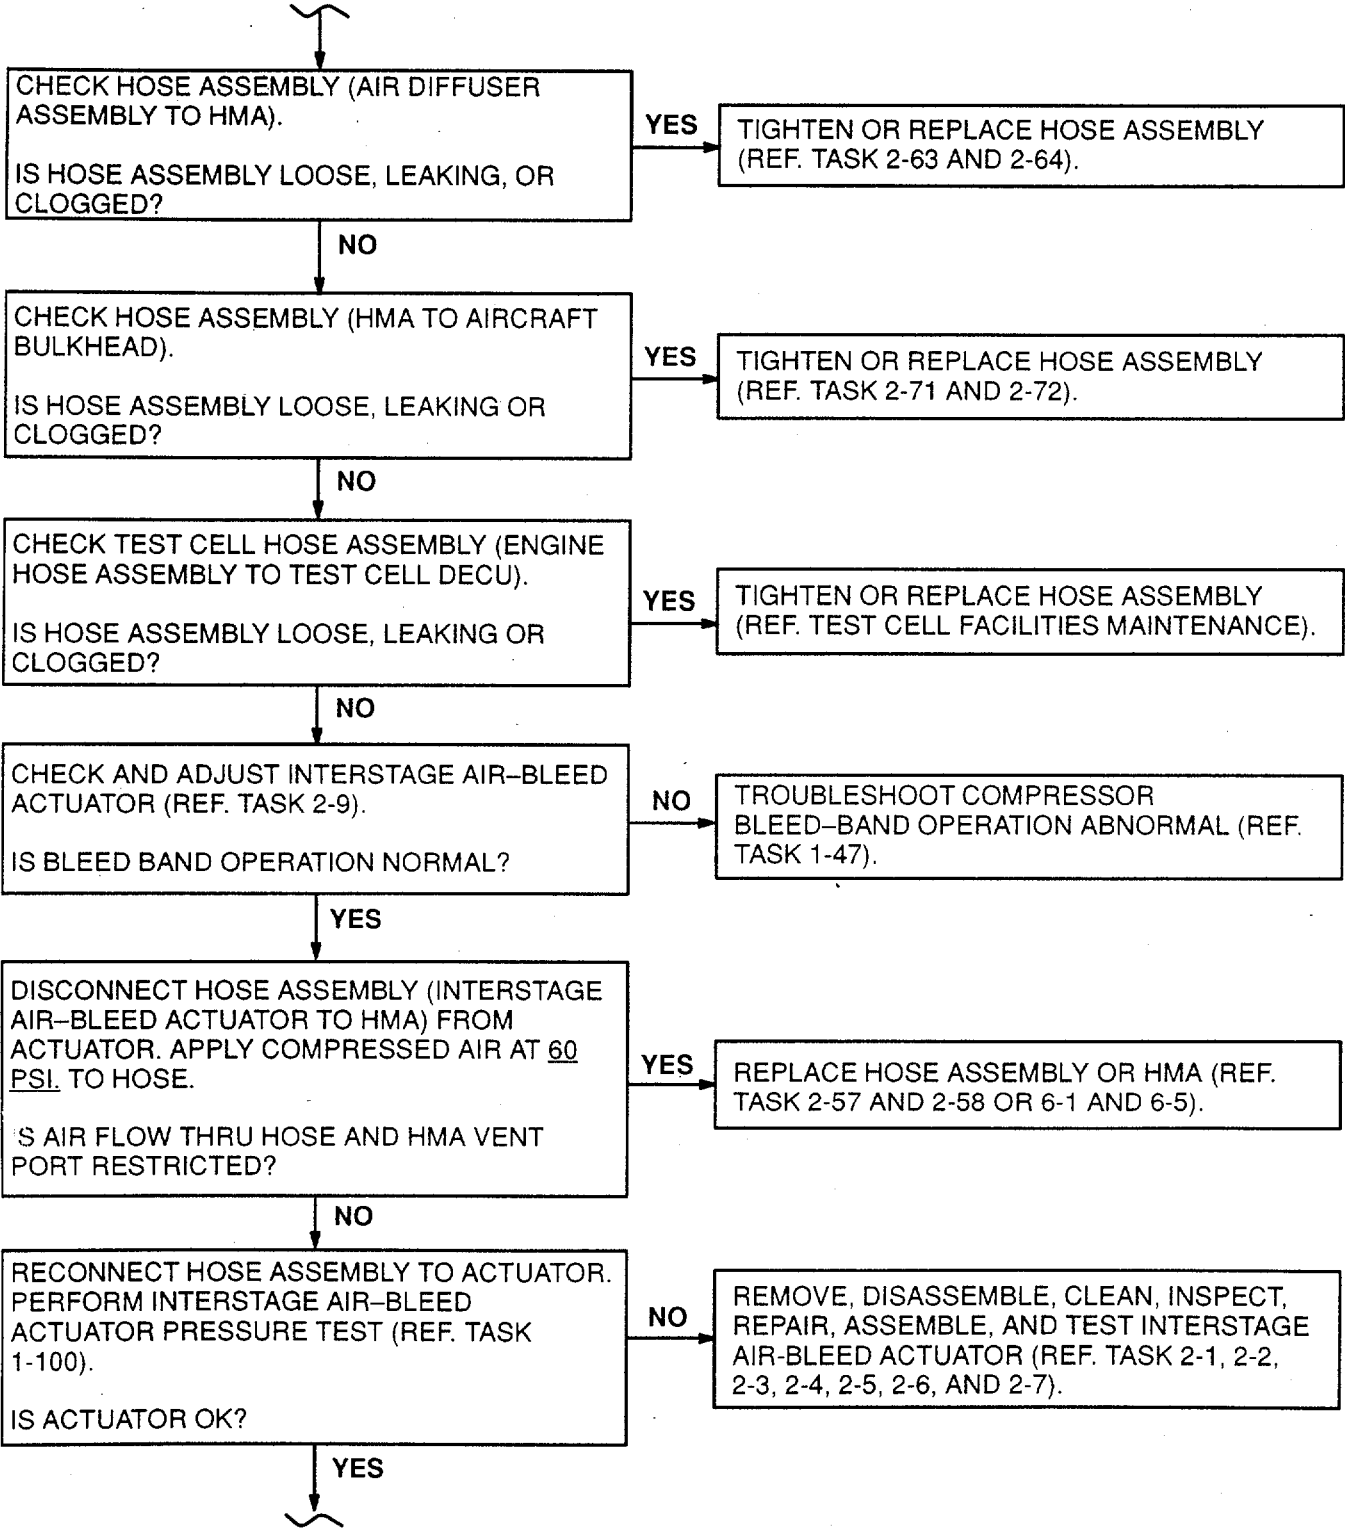 CHECK HOSE ASSEMBLY (AIR DIFFUSER
ASSEMBLY TO HMA).
IS HOSE ASSEMBLY LOOSE, LEAKING, OR
CLOGGED?
YES
TIGHTEN OR REPLACE HOSE ASSEMBLY
(REF. TASK 2-63 AND 2-64).
NO
CHECK HOSE ASSEMBLY (HMA TO AIRCRAFT
BULKHEAD).
IS HOSE ASSEMBLY LOOSE, LEAKING OR
CLOGGED?
YES
TIGHTEN OR REPLACE HOSE ASSEMBLY
(REF. TASK 2-71 AND 2-72).
NO
CHECK TEST CELL HOSE ASSEMBLY (ENGINE
HOSE ASSEMBLY TO TEST CELL DECU).
IS HOSE ASSEMBLY LOOSE, LEAKING OR
CLOGGED?
YES
TIGHTEN OR REPLACE HOSE ASSEMBLY
(REF. TEST CELL FACILITIES MAINTENANCE).
NO
CHECK AND ADJUST INTERSTAGE AIR–BLEED
ACTUATOR (REF. TASK 2-9).
IS BLEED BAND OPERATION NORMAL?
NO
TROUBLESHOOT COMPRESSOR
BLEED–BAND OPERATION ABNORMAL (REF.
TASK 1-47).
YES
DISCONNECT HOSE ASSEMBLY (INTERSTAGE
AIR–BLEED ACTUATOR TO HMA) FROM
ACTUATOR. APPLY COMPRESSED AIR AT 60
PSI. TO HOSE.
'S AIR FLOW THRU HOSE AND HMA VENT
PORT RESTRICTED?
YES
REPLACE HOSE ASSEMBLY OR HMA (REF.
TASK 2-57 AND 2-58 OR 6-1 AND 6-5).
NO
RECONNECT HOSE ASSEMBLY TO ACTUATOR.
PERFORM INTERSTAGE AIR–BLEED
ACTUATOR PRESSURE TEST (REF. TASK
1-100).
IS ACTUATOR OK?
NO
REMOVE, DISASSEMBLE, CLEAN, INSPECT,
REPAIR, ASSEMBLE, AND TEST INTERSTAGE
AIR-BLEED ACTUATOR (REF. TASK 2-1, 2-2,
2-3, 2-4, 2-5, 2-6, AND 2-7).
YES